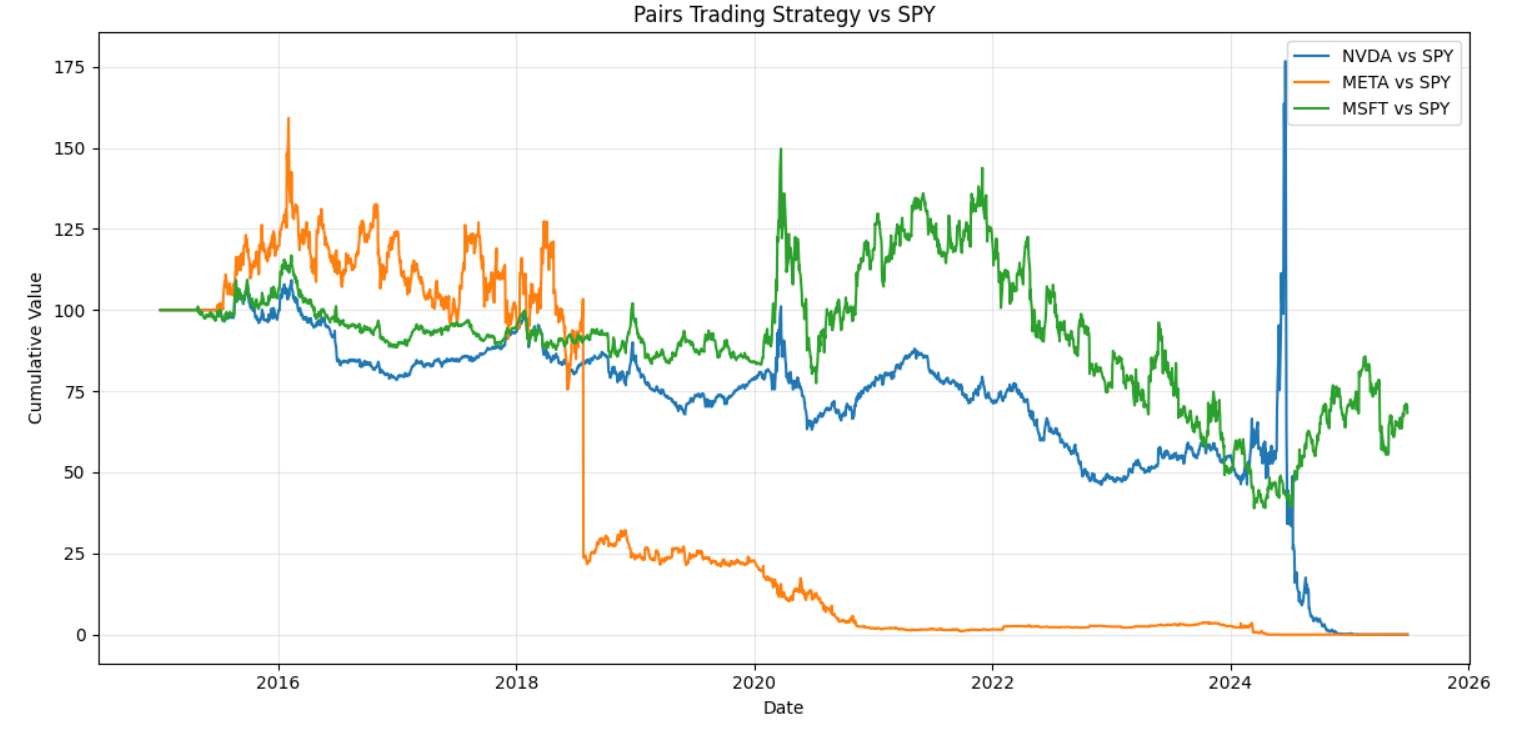 Pairs Trading Strategy vs SPY
NVDA vs SPY
META vs SPY
MSFT vs SPY
175
150
125
100
75
50
25
0
Cumulative Value
2016
2018
2020
2022
2024
2026
Date